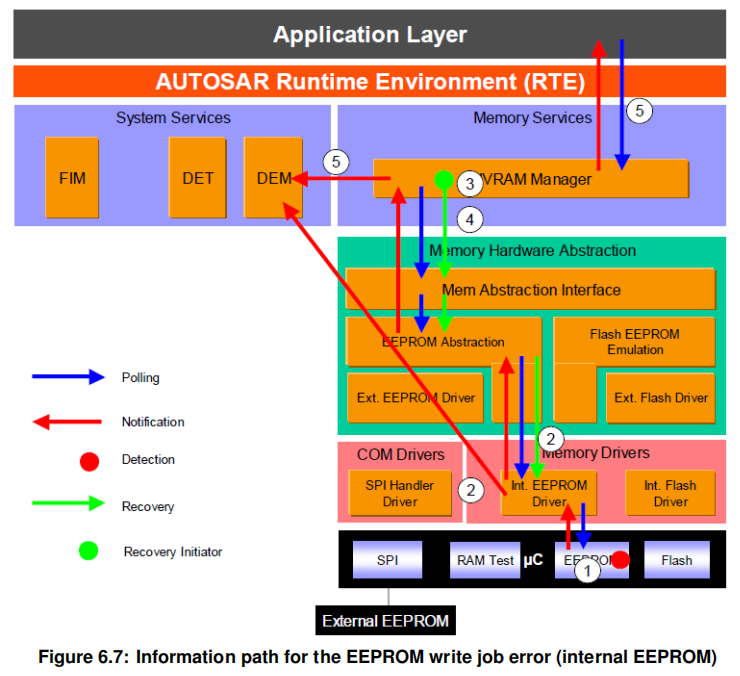 Application Layer
AUTOSAR Runtime Environment (RTE)
System Services
Memory Services
5
5
FIM
DET
DEM
3
VRAM Manager
4
Memory Hardware Abstraction
Mem Abstraction Interface
EEPROM Abstraction
Flash EEPROM
Emulation
Ext. EEPROM Driver
Ext. Flash Driver
Polling
Notification
Detection
Recovery
Recovery Initiator
2
COM Drivers
Memory Drivers
2
SPI Handler
Driver
Int. EEPROM
Driver
Int. Flash
Driver
SPI
RAM Test
µC
EEPROM
1
Flash
External EEPROM
Figure 6.7: Information path for the EEPROM write job error (internal EEPROM)